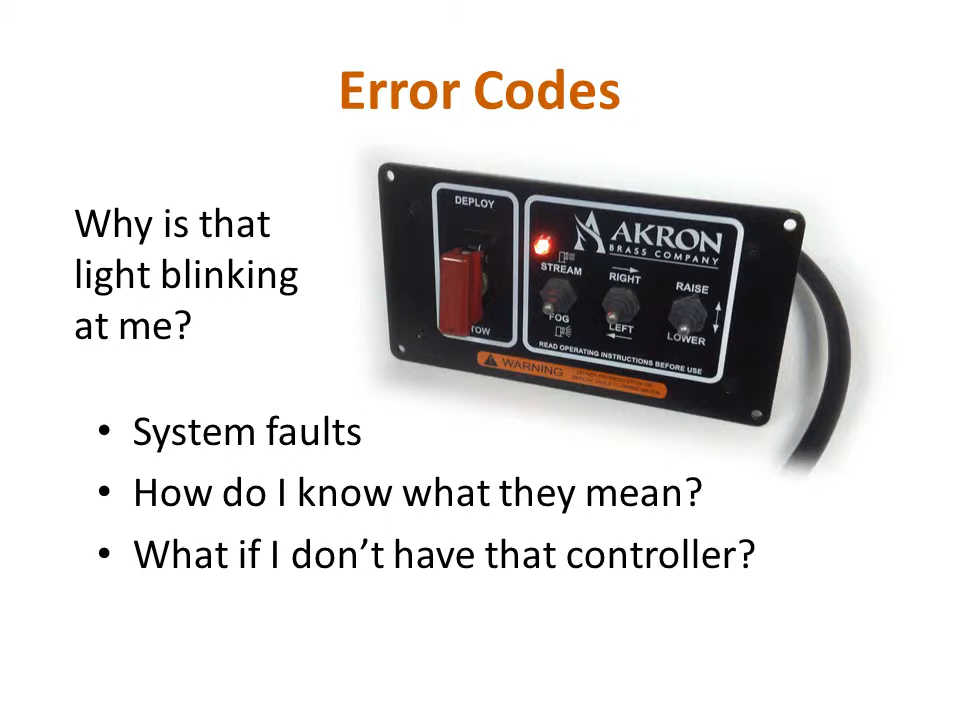 Error Codes
Why is that
light blinking
at me?
DEPLOY
AKRON
BRASS COMPANY
STREAM
RIGHT
RAISE
FOG
LEFT
LOWER
READ OPERATING INSTRUCTIONS BEFORE USE
WARNING
• System faults
• How do I know what they mean?
• What if I don’t have that controller?